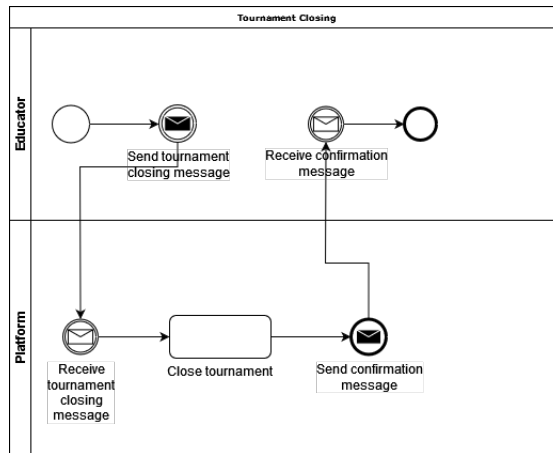 Tournament Closing
Educator
Send tournament
closing message
Receive confirmation
message
Platform
Receive
tournament
closing
message
Close tournament
Send confirmation
message